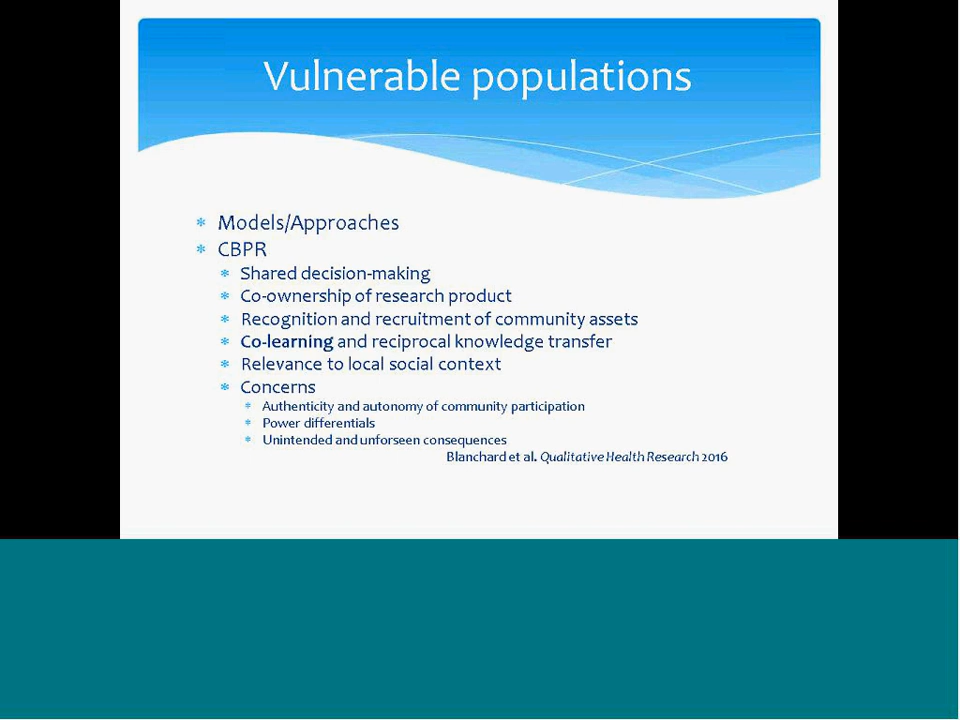 Vulnerable populations
Models/Approaches
CBPR
Shared decision-making
Co-ownership of research product
Recognition and recruitment of community assets
Co-learning and reciprocal knowledge transfer
Relevance to local social context
Concerns
Authenticity and autonomy of community participation
Power differentials
Unintended and unforseen consequences
Blanchard et al. Qualitative Health Research 2016